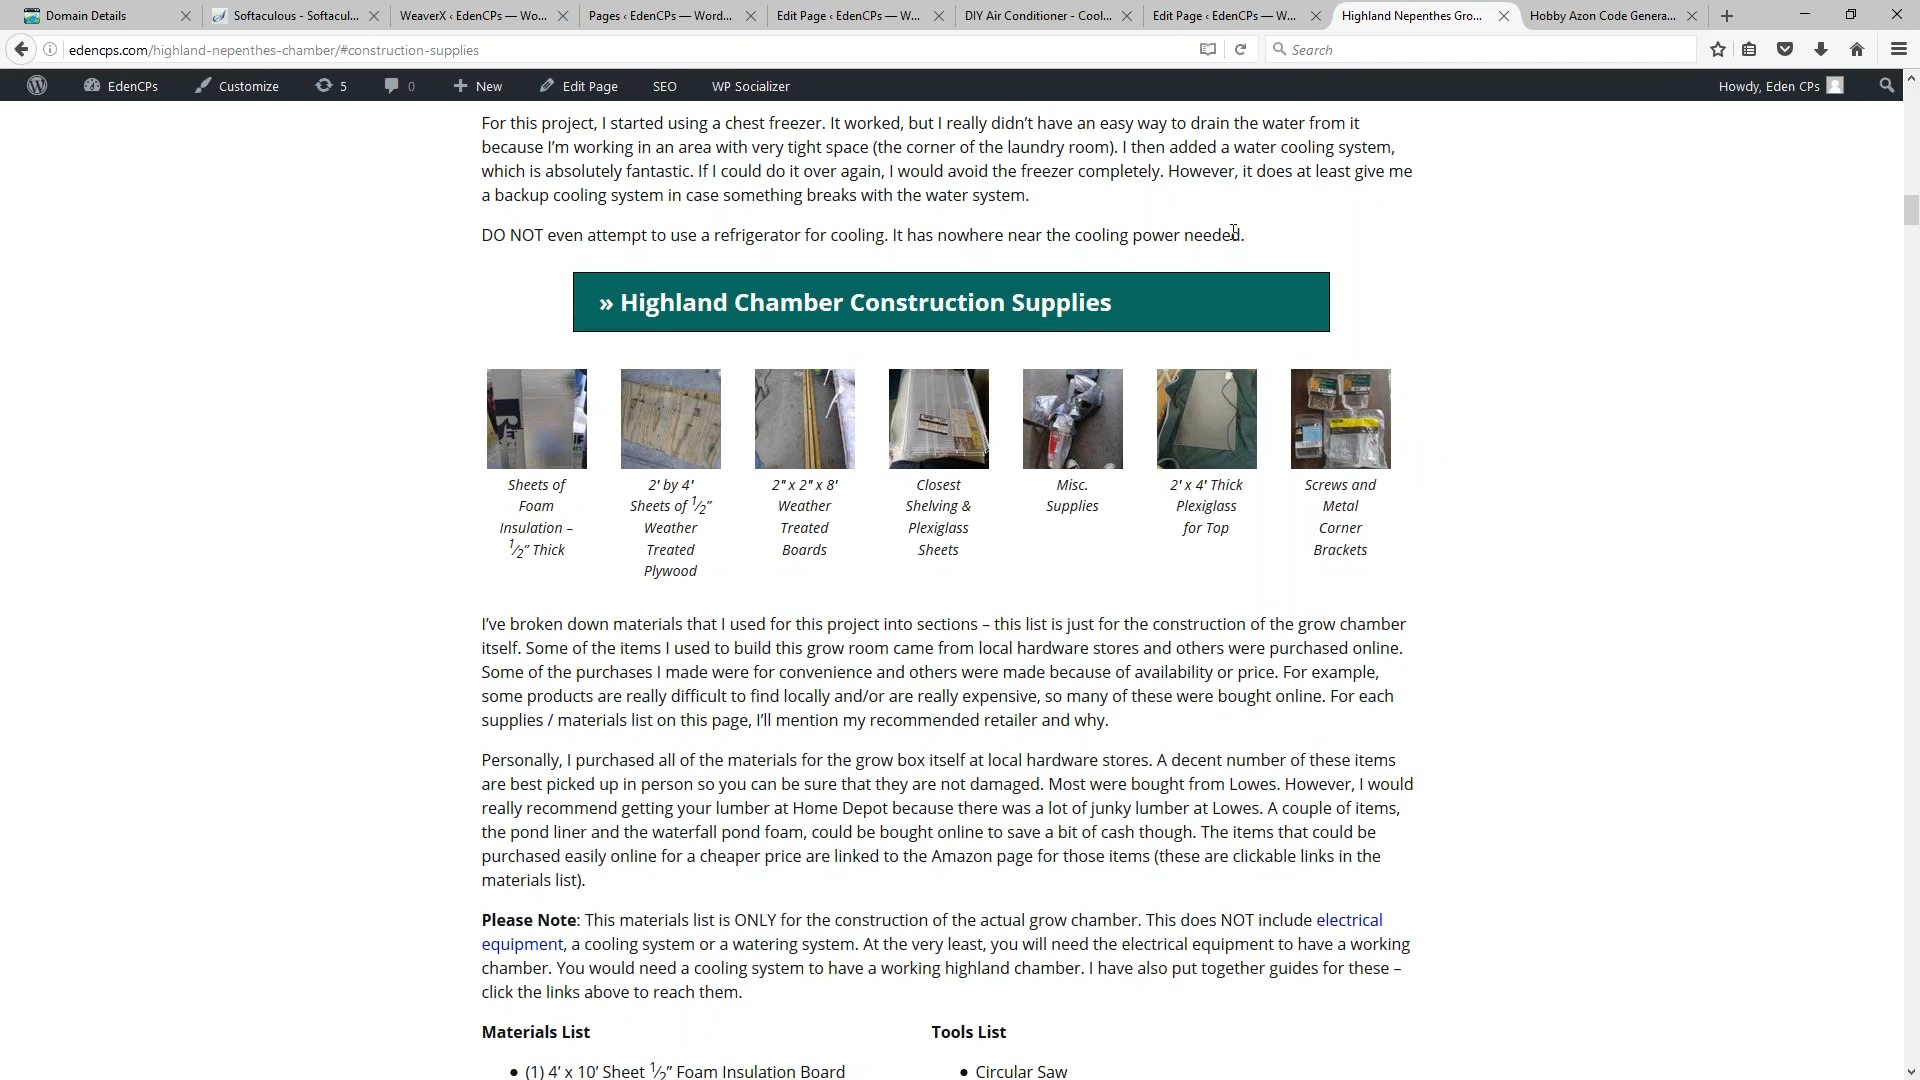 Domain Details
Softaculous - Softacul...
WeaverX ‹ EdenCPs — Wo...
Pages ‹ EdenCPs — Word...
Edit Page ‹ EdenCPs — W...
DIY Air Conditioner - Cool...
Edit Page ‹ EdenCPs — W...
Highland Nepenthes Gro...
Hobby Azon Code Genera...
edencps.com/highland-nepenthes-chamber/#construction-supplies
Search
EdenCPs
Customize
5
0
New
Edit Page
SEO
WP Socializer
Howdy, Eden CPs
For this project, I started using a chest freezer. It worked, but I really didn't have an easy way to drain the water from it
because I'm working in an area with very tight space (the corner of the laundry room). I then added a water cooling system,
which is absolutely fantastic. If I could do it over again, I would avoid the freezer completely. However, it does at least give me
a backup cooling system in case something breaks with the water system.
DO NOT even attempt to use a refrigerator for cooling. It has nowhere near the cooling power needed.
» Highland Chamber Construction Supplies
Sheets of
Foam
Insulation –
1⁄2" Thick
2' by 4'
Sheets of 1⁄2"
Weather
Treated
Plywood
2" x 2" x 8'
Weather
Treated
Boards
Closest
Shelving &
Plexiglass
Sheets
Misc.
Supplies
2' x 4' Thick
Plexiglass
for Top
Screws and
Metal
Corner
Brackets
I've broken down materials that I used for this project into sections – this list is just for the construction of the grow chamber
itself. Some of the items I used to build this grow room came from local hardware stores and others were purchased online.
Some of the purchases I made were for convenience and others were made because of availability or price. For example,
some products are really difficult to find locally and/or are really expensive, so many of these were bought online. For each
supplies / materials list on this page, I'll mention my recommended retailer and why.
Personally, I purchased all of the materials for the grow box itself at local hardware stores. A decent number of these items
are best picked up in person so you can be sure that they are not damaged. Most were bought from Lowes. However, I would
really recommend getting your lumber at Home Depot because there was a lot of junky lumber at Lowes. A couple of items,
the pond liner and the waterfall pond foam, could be bought online to save a bit of cash though. The items that could be
purchased easily online for a cheaper price are linked to the Amazon page for those items (these are clickable links in the
materials list).
Please Note: This materials list is ONLY for the construction of the actual grow chamber. This does NOT include electrical
equipment, a cooling system or a watering system. At the very least, you will need the electrical equipment to have a working
chamber. You would need a cooling system to have a working highland chamber. I have also put together guides for these –
click the links above to reach them.
Materials List
Tools List
• (1) 4' x 10' Sheet 1⁄2" Foam Insulation Board
• Circular Saw